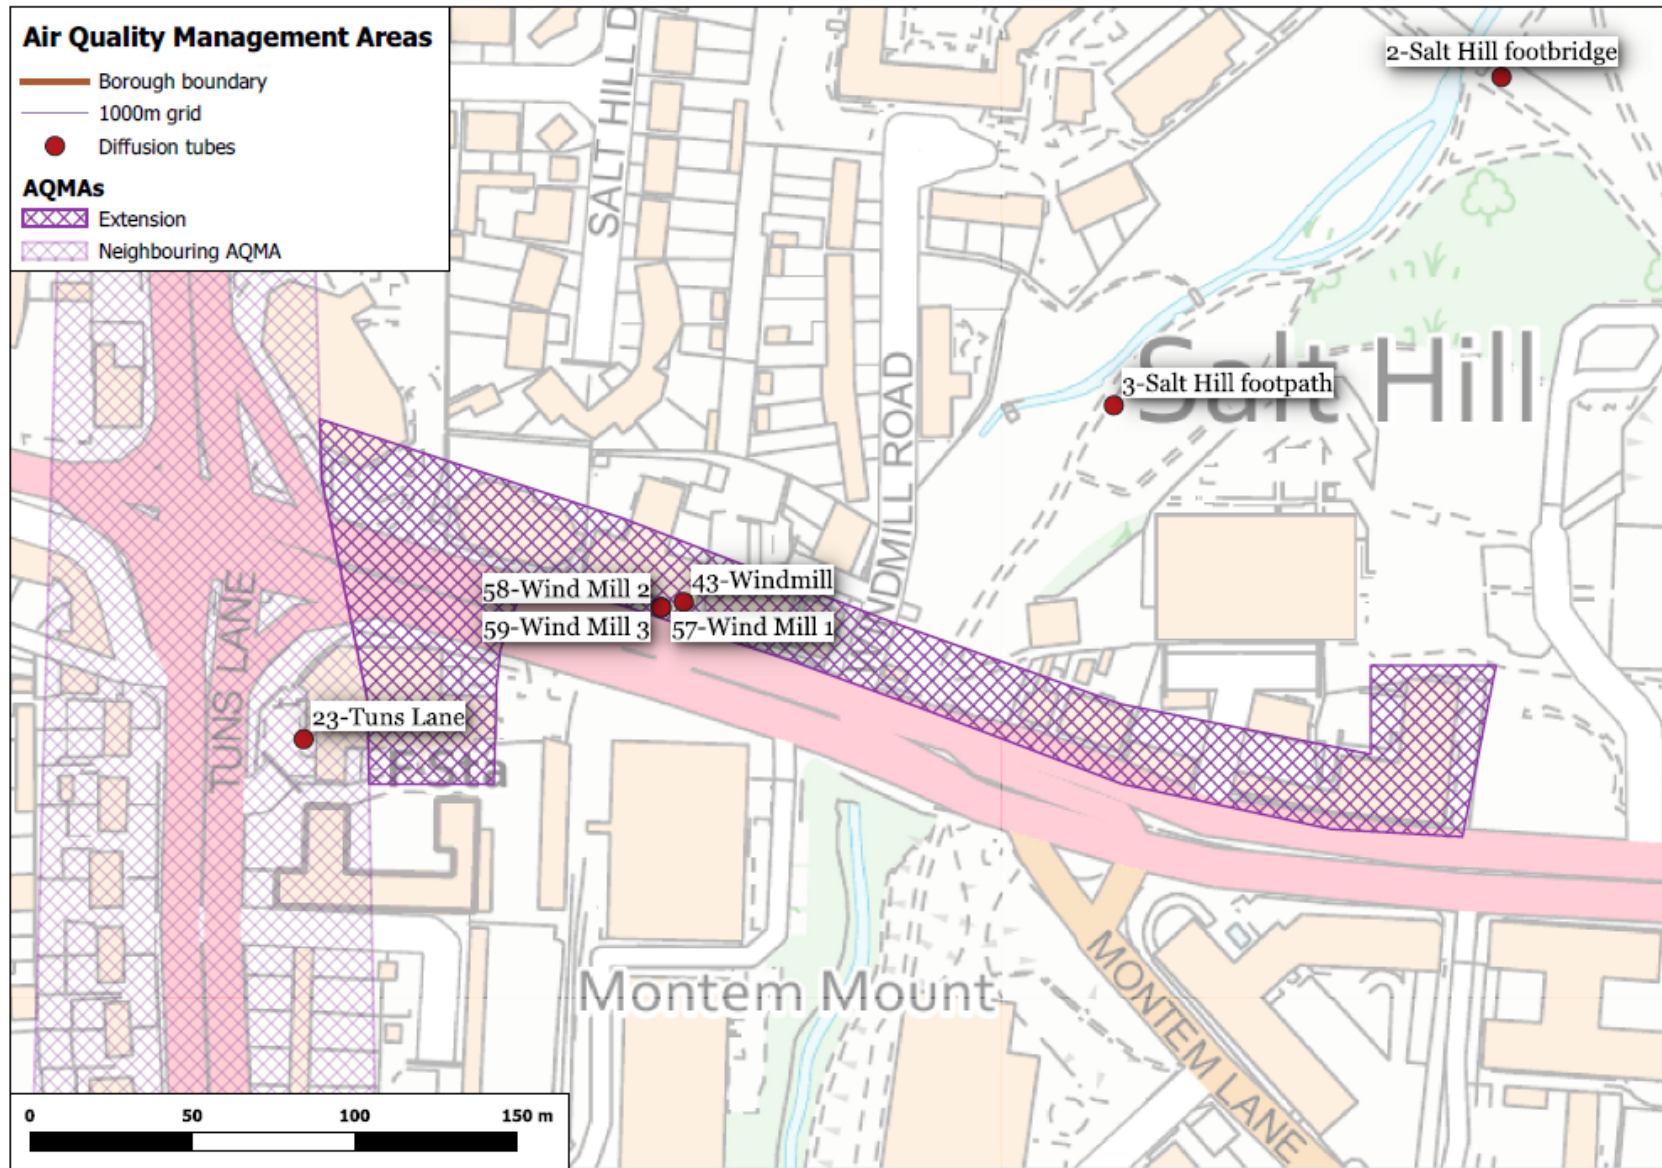 Air Quality Management Areas
Borough boundary
1000m grid
Diffusion tubes
AQMAs
Extension
Neighbouring AQMA
SALT HILL D
2-Salt Hill footbridge
Salt Hill
3-Salt Hill footpath
NDMILL ROAD
58-Wind Mill 2
43-Windmill
59-Wind Mill 3
57-Wind Mill 1
TUNS LANE
23-Tuns Lane
Montem Mount
MONTEM LANE
0 50 100 150 m